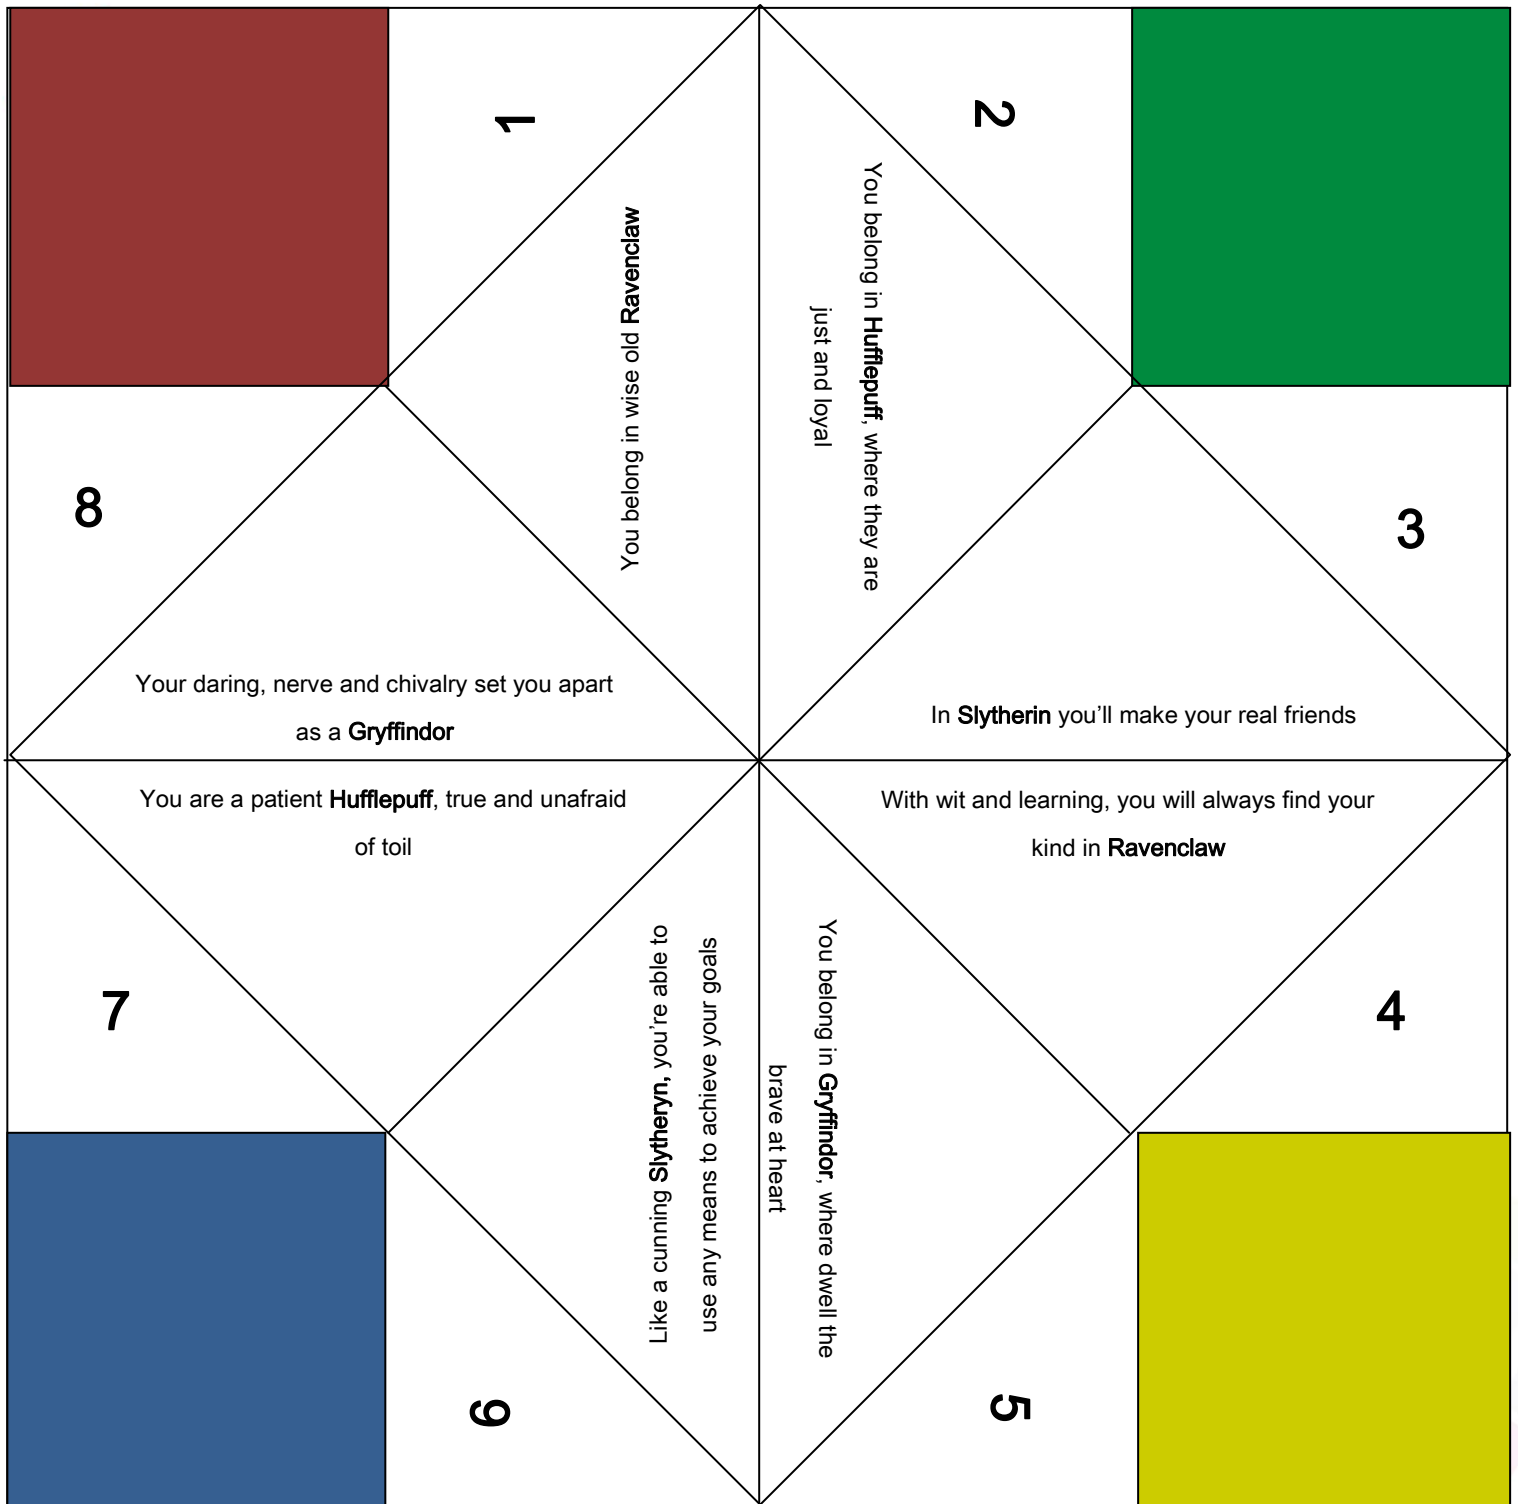 1
2
You belong in wise old Ravenclaw
You belong in Hufflepuff, where they are
just and loyal
8
3
Your daring, nerve and chivalry set you apart
as a Gryffindor
In Slytherin you’ll make your real friends
You are a patient Hufflepuff, true and unafraid
of toil
With wit and learning, you will always find your
kind in Ravenclaw
7
4
Like a cunning Slytheryn, you’re able to
use any means to achieve your goals
You belong in Gryffindor, where dwell the
brave at heart
6
5